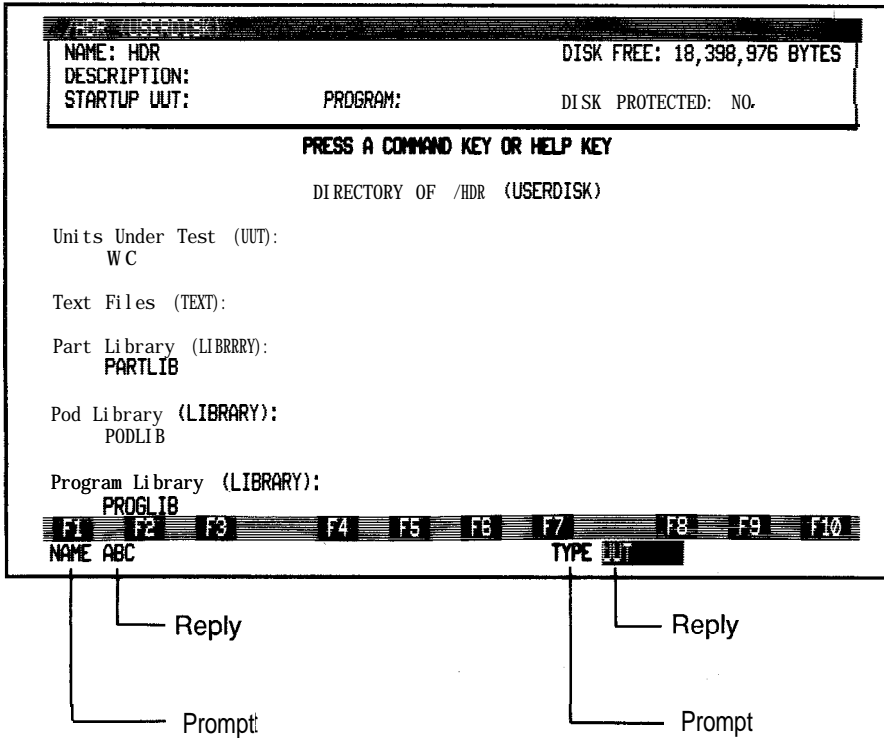 /HDR (USERDISK)
NAME: HDR DISK FREE: 18,398,976 BYTES
DESCRIPTION:
STARTUP UUT: PROGRAM: DISK PROTECTED: NO.
PRESS A COMMAND KEY OR HELP KEY
DIRECTORY OF /HDR (USERDISK)
Units Under Test (UUT):
WC
Text Files (TEXT):
Part Library (LIBRRRY):
PARTLIB
Pod Library (LIBRARY):
PODLIB
Program Library (LIBRARY):
PROGLIB
F1 F2 F3 F4 F5 F6 F7 F8 F9 F10
NAME ABC TYPE UUT
Reply Reply
Prompt Prompt